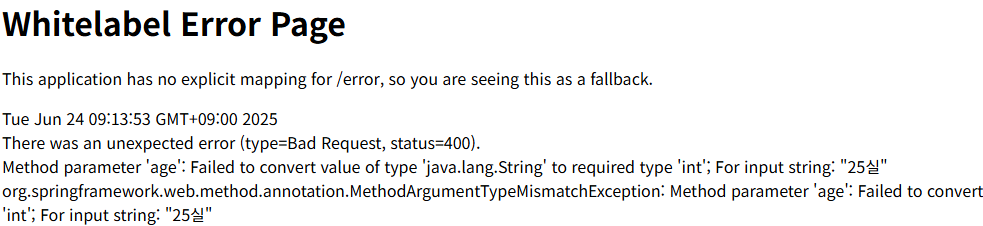 Whitelabel Error Page
This application has no explicit mapping for /error, so you are seeing this as a fallback.
Tue Jun 24 09:13:53 GMT+09:00 2025
There was an unexpected error (type=Bad Request, status=400).
Method parameter 'age': Failed to convert value of type 'java.lang.String' to required type 'int'; For input string: "25실"
org.springframework.web.method.annotation.MethodArgumentTypeMismatchException: Method parameter 'age': Failed to convert
'int'; For input string: "25실"